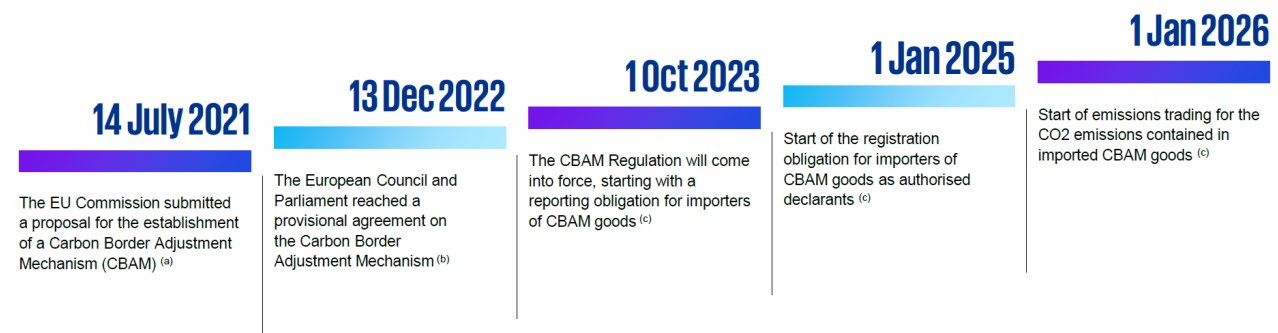 14 July 2021
The EU Commission submitted
a proposal for the establishment
of a Carbon Border Adjustment
Mechanism (CBAM) (a)
13 Dec 2022
The European Council and
Parliament reached a
provisional agreement on
the Carbon Border
Adjustment Mechanism (b)
1 Oct 2023
The CBAM Regulation will come
into force, starting with a
reporting obligation for importers
of CBAM goods (c)
1 Jan 2025
Start of the registration
obligation for importers of
CBAM goods as authorised
declarants (c)
1 Jan 2026
Start of emissions trading for the
CO2 emissions contained in
imported CBAM goods (c)